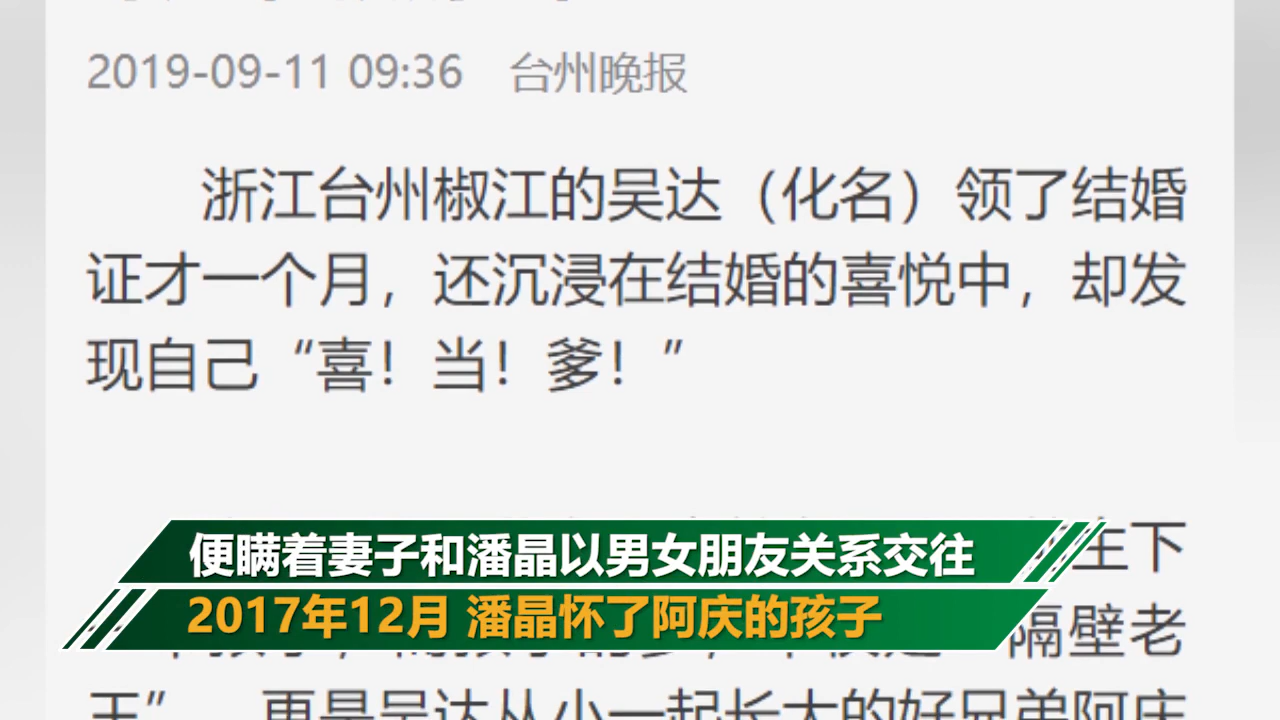 2019-09-11 09:36 台州晚报
浙江台州椒江的吴达（化名）领了结婚
证才一个月，还沉浸在结婚的喜悦中，却发
现自己“喜！当！爹！”
生下
便瞒着妻子和潘晶以男女朋友关系交往
2017年12月 潘晶怀了阿庆的孩子
隔壁老
王” 更是吴达从小一起长大的好兄弟阿庆